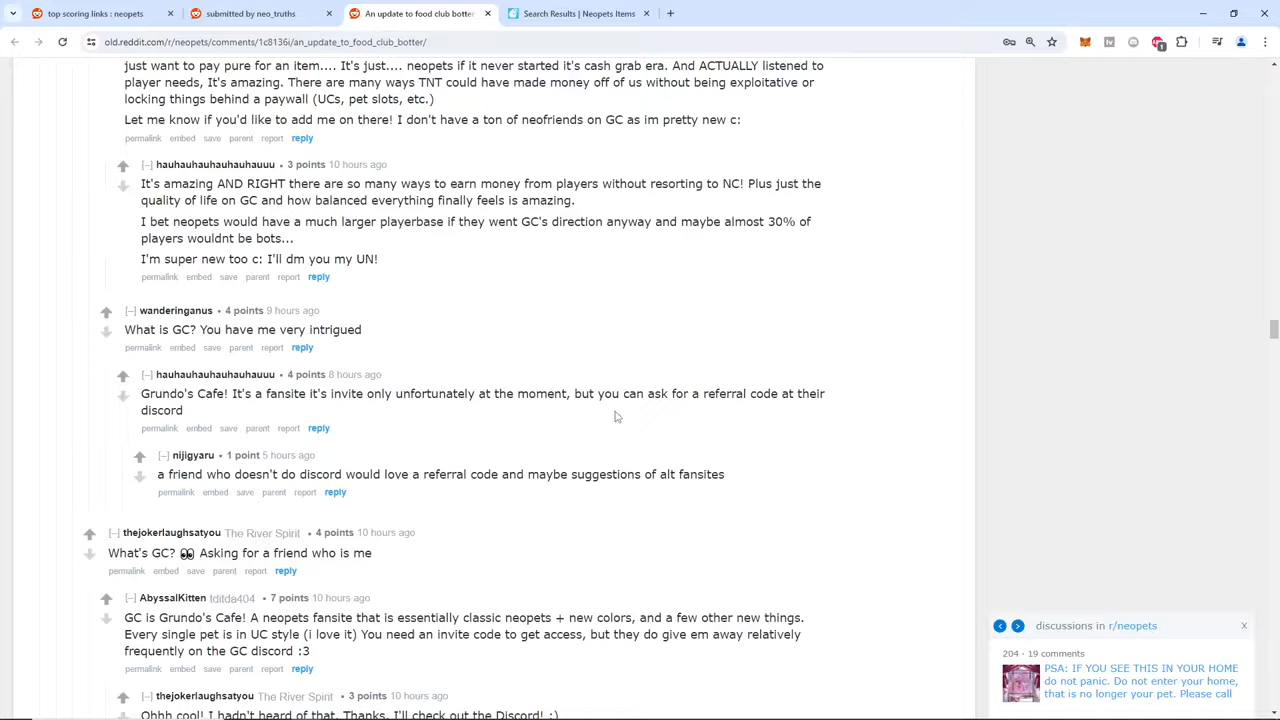 top scoring links : neopets
submitted by neo_truths
An update to food club botter
Search Results | Neopets Items
old.reddit.com/r/neopets/comments/1c8136i/an_update_to_food_club_botter/
just want to pay pure for an item.... It's just.... neopets if it never started it's cash grab era. And ACTUALLY listened to
player needs, It's amazing. There are many ways TNT could have made money off of us without being exploitative or
locking things behind a paywall (UCs, pet slots, etc.)
Let me know if you'd like to add me on there! I don't have a ton of neofriends on GC as im pretty new c:
permalink embed save parent report reply
[–] hauhauhauhauhauhauuu • 3 points 10 hours ago
It's amazing AND RIGHT there are so many ways to earn money from players without resorting to NC! Plus just the
quality of life on GC and how balanced everything finally feels is amazing.
I bet neopets would have a much larger playerbase if they went GC's direction anyway and maybe almost 30% of
players wouldnt be bots...
I'm super new too c: I'll dm you my UN!
permalink embed save parent report reply
[–] wanderinganus • 4 points 9 hours ago
What is GC? You have me very intrigued
permalink embed save parent report reply
[–] hauhauhauhauhauhauuu • 4 points 8 hours ago
Grundo's Cafe! It's a fansite it's invite only unfortunately at the moment, but you can ask for a referral code at their
discord
permalink embed save parent report reply
[–] nijigyaru • 1 point 5 hours ago
a friend who doesn't do discord would love a referral code and maybe suggestions of alt fansites
permalink embed save parent report reply
[–] thejokerlaughsatyou The River Spirit • 4 points 10 hours ago
What's GC? 👀 Asking for a friend who is me
permalink embed save parent report reply
[–] AbyssalKitten tditda404 • 7 points 10 hours ago
GC is Grundo's Cafe! A neopets fansite that is essentially classic neopets + new colors, and a few other new things.
Every single pet is in UC style (i love it) You need an invite code to get access, but they do give em away relatively
frequently on the GC discord :3
permalink embed save parent report reply
[–] thejokerlaughsatyou The River Spirit • 3 points 10 hours ago
Ohhh cool! I hadn't heard of that. Thanks, I'll check out the Discord! :)
discussions in r/neopets X
204 · 19 comments
PSA: IF YOU SEE THIS IN YOUR HOME
do not panic. Do not enter your home,
that is no longer your pet. Please call